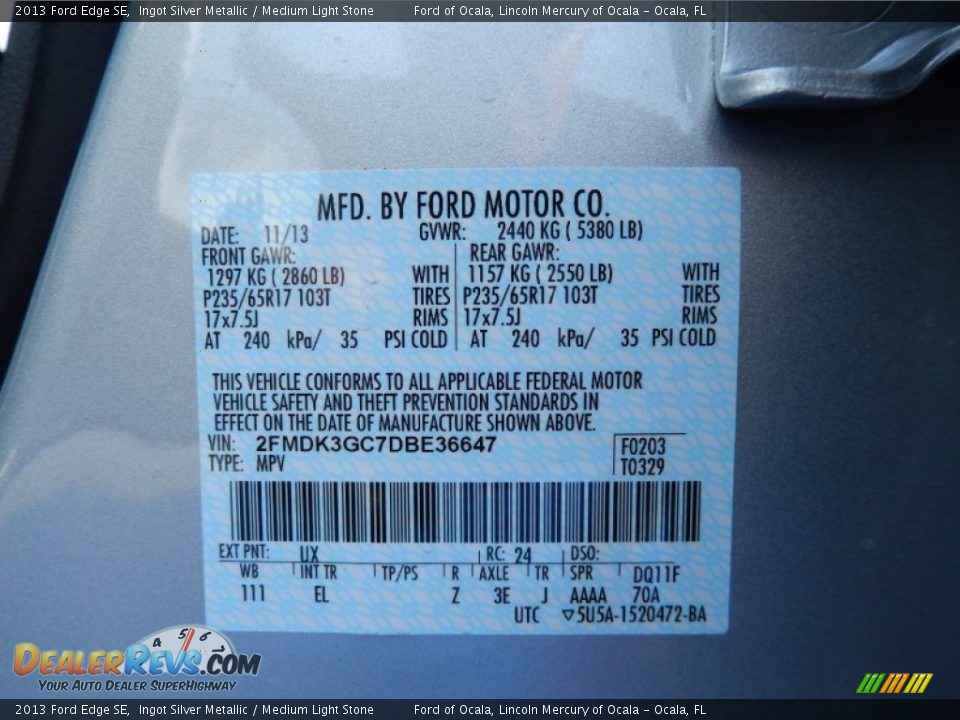 2013 Ford Edge SE, Ingot Silver Metallic / Medium Light Stone Ford of Ocala, Lincoln Mercury of Ocala - Ocala, FL
MFD. BY FORD MOTOR CO.
DATE: 11/13 GVWR: 2440 KG ( 5380 LB)
FRONT GAWR: REAR GAWR:
1297 KG ( 2860 LB) WITH 1157 KG ( 2550 LB) WITH
P235/65R17 103T TIRES P235/65R17 103T TIRES
17x7.5J RIMS 17x7.5J RIMS
AT 240 kPa/ 35 PSI COLD AT 240 kPa/ 35 PSI COLD
THIS VEHICLE CONFORMS TO ALL APPLICABLE FEDERAL MOTOR
VEHICLE SAFETY AND THEFT PREVENTION STANDARDS IN
EFFECT ON THE DATE OF MANUFACTURE SHOWN ABOVE.
VIN: 2FMDK3GC7DBE36647 F0203
TYPE: MPV T0329
EXT PNT: UX RC: 24 DSO:
WB INT TR TP/PS R AXLE TR SPR DQ11F
111 EL Z 3E J AAAA 70A
UTC ▽5U5A-1520472-BA
4 5 6
DEALERREVS.COM
YOUR AUTO DEALER SUPERHIGHWAY
2013 Ford Edge SE, Ingot Silver Metallic / Medium Light Stone Ford of Ocala, Lincoln Mercury of Ocala - Ocala, FL